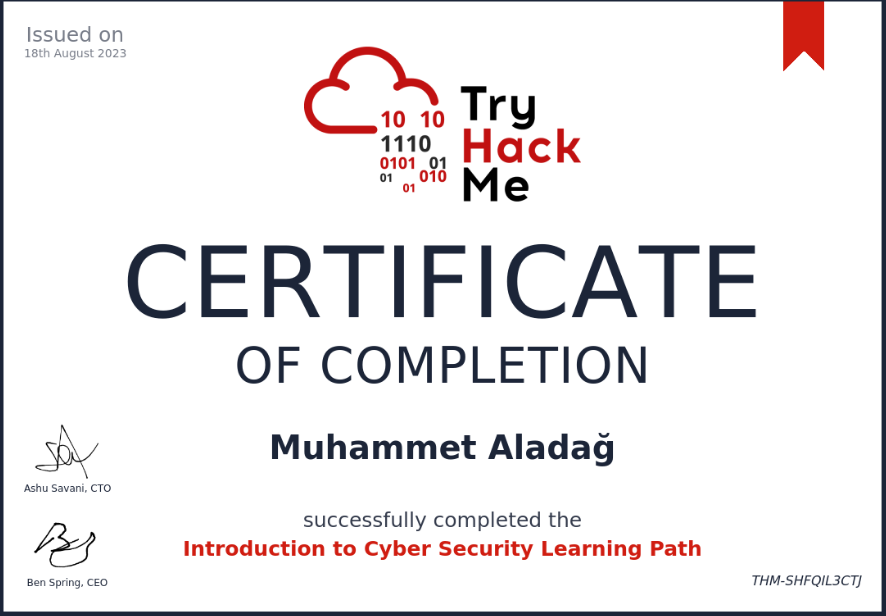 Issued on
18th August 2023
10 10
1110
0101 01
01 010
01
Try
Hack
Me
CERTIFICATE
OF COMPLETION
Muhammet Aladağ
Ashu Savani, CTO
successfully completed the
Introduction to Cyber Security Learning Path
Ben Spring, CEO
THM-SHFQIL3CTJ